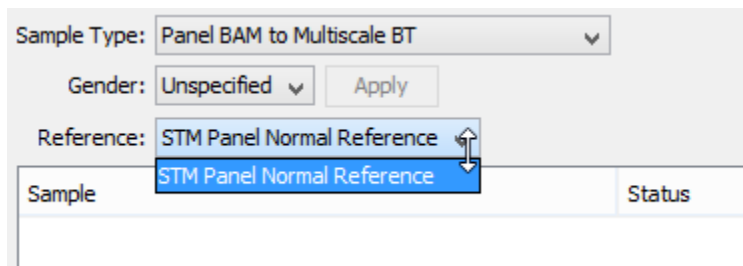 Sample Type: Panel BAM to Multiscale BT
Gender: Unspecified Apply
Reference: STM Panel Normal Reference
STM Panel Normal Reference
Sample Status